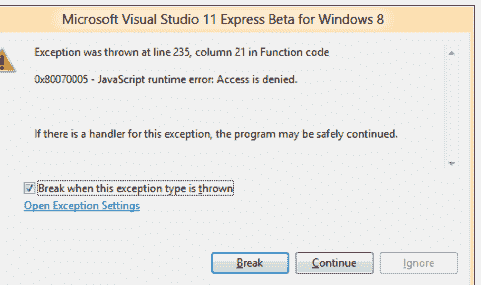 Microsoft Visual Studio 11 Express Beta for Windows 8
Exception was thrown at line 235, column 21 in Function code
0x80070005 - JavaScript runtime error: Access is denied.
If there is a handler for this exception, the program may be safely continued.
Break when this exception type is thrown
Open Exception Settings
Break
Continue
Ignore